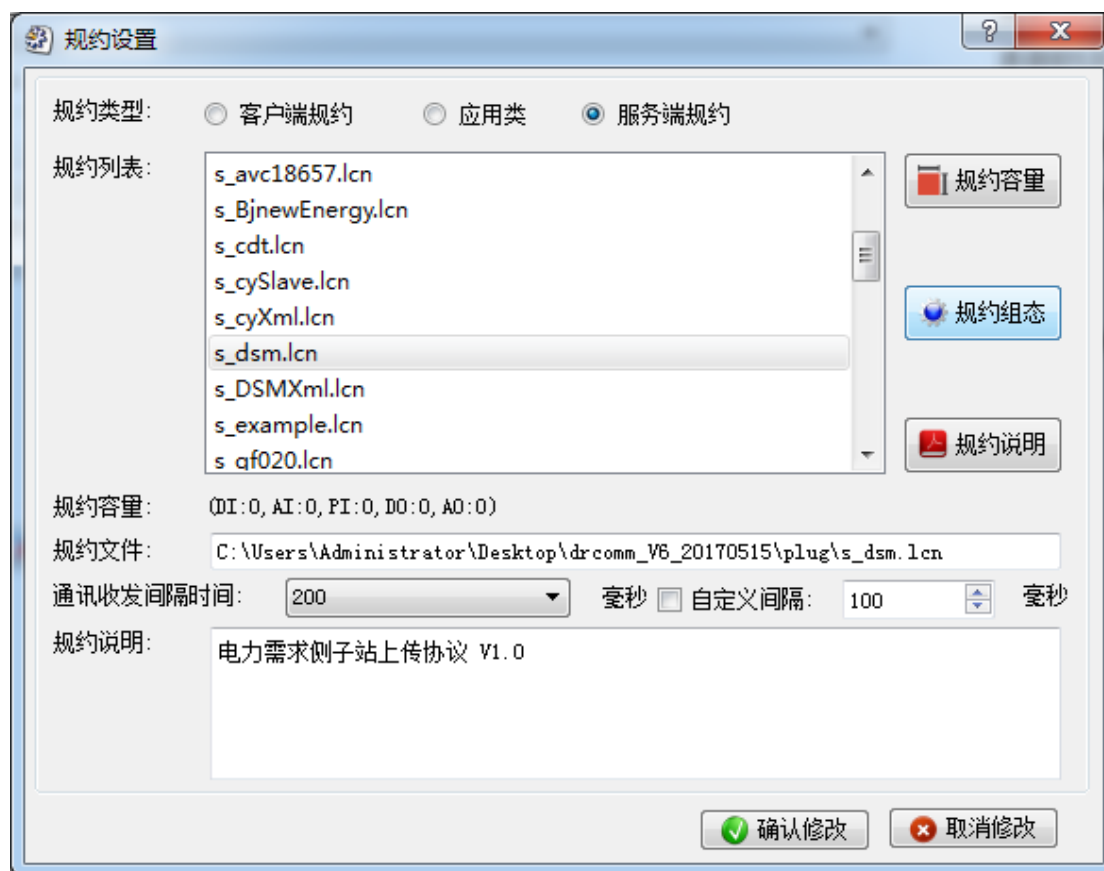 规约设置
规约类型: 客户端规约 应用类 服务端规约
规约列表:
s_avc18657.lcn
s_BjnewEnergy.lcn
s_cdt.lcn
s_cySlave.lcn
s_cyXml.lcn
s_dsm.lcn
s_DSMXml.lcn
s_example.lcn
s_gf020.lcn
规约容量
规约组态
规约说明
规约容量: (DI:0, AI:0, PI:0, DO:0, AO:0)
规约文件: C:\Users\Administrator\Desktop\drcomm_V6_20170515\plug\s_dsm.lcn
通讯收发间隔时间: 200 毫秒 自定义间隔: 100 毫秒
规约说明: 电力需求侧子站上传协议 V1.0
确认修改 取消修改